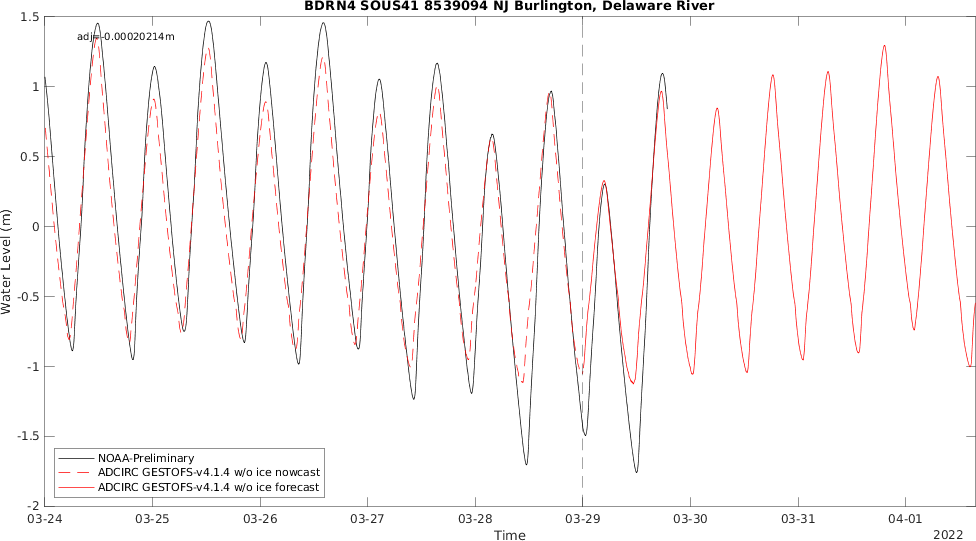 BDRN4 SOUS41 8539094 NJ Burlington, Delaware River
adj=-0.00020214m
1.5
1
0.5
0
-0.5
-1
-1.5
-2
Water Level (m)
NOAA-Preliminary
ADCIRC GESTOFS-v4.1.4 w/o ice nowcast
ADCIRC GESTOFS-v4.1.4 w/o ice forecast
03-24 03-25 03-26 03-27 03-28 03-29 03-30 03-31 04-01
Time
2022